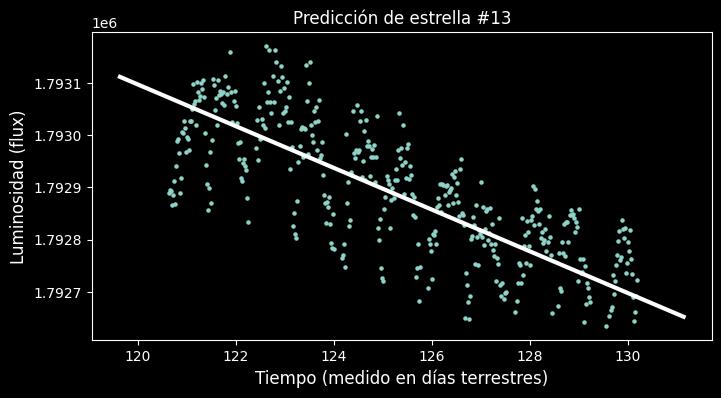 Predicción de estrella #13
1e6
1.7931
1.7930
1.7929
1.7928
1.7927
Luminosidad (flux)
120 122 124 126 128 130
Tiempo (medido en días terrestres)